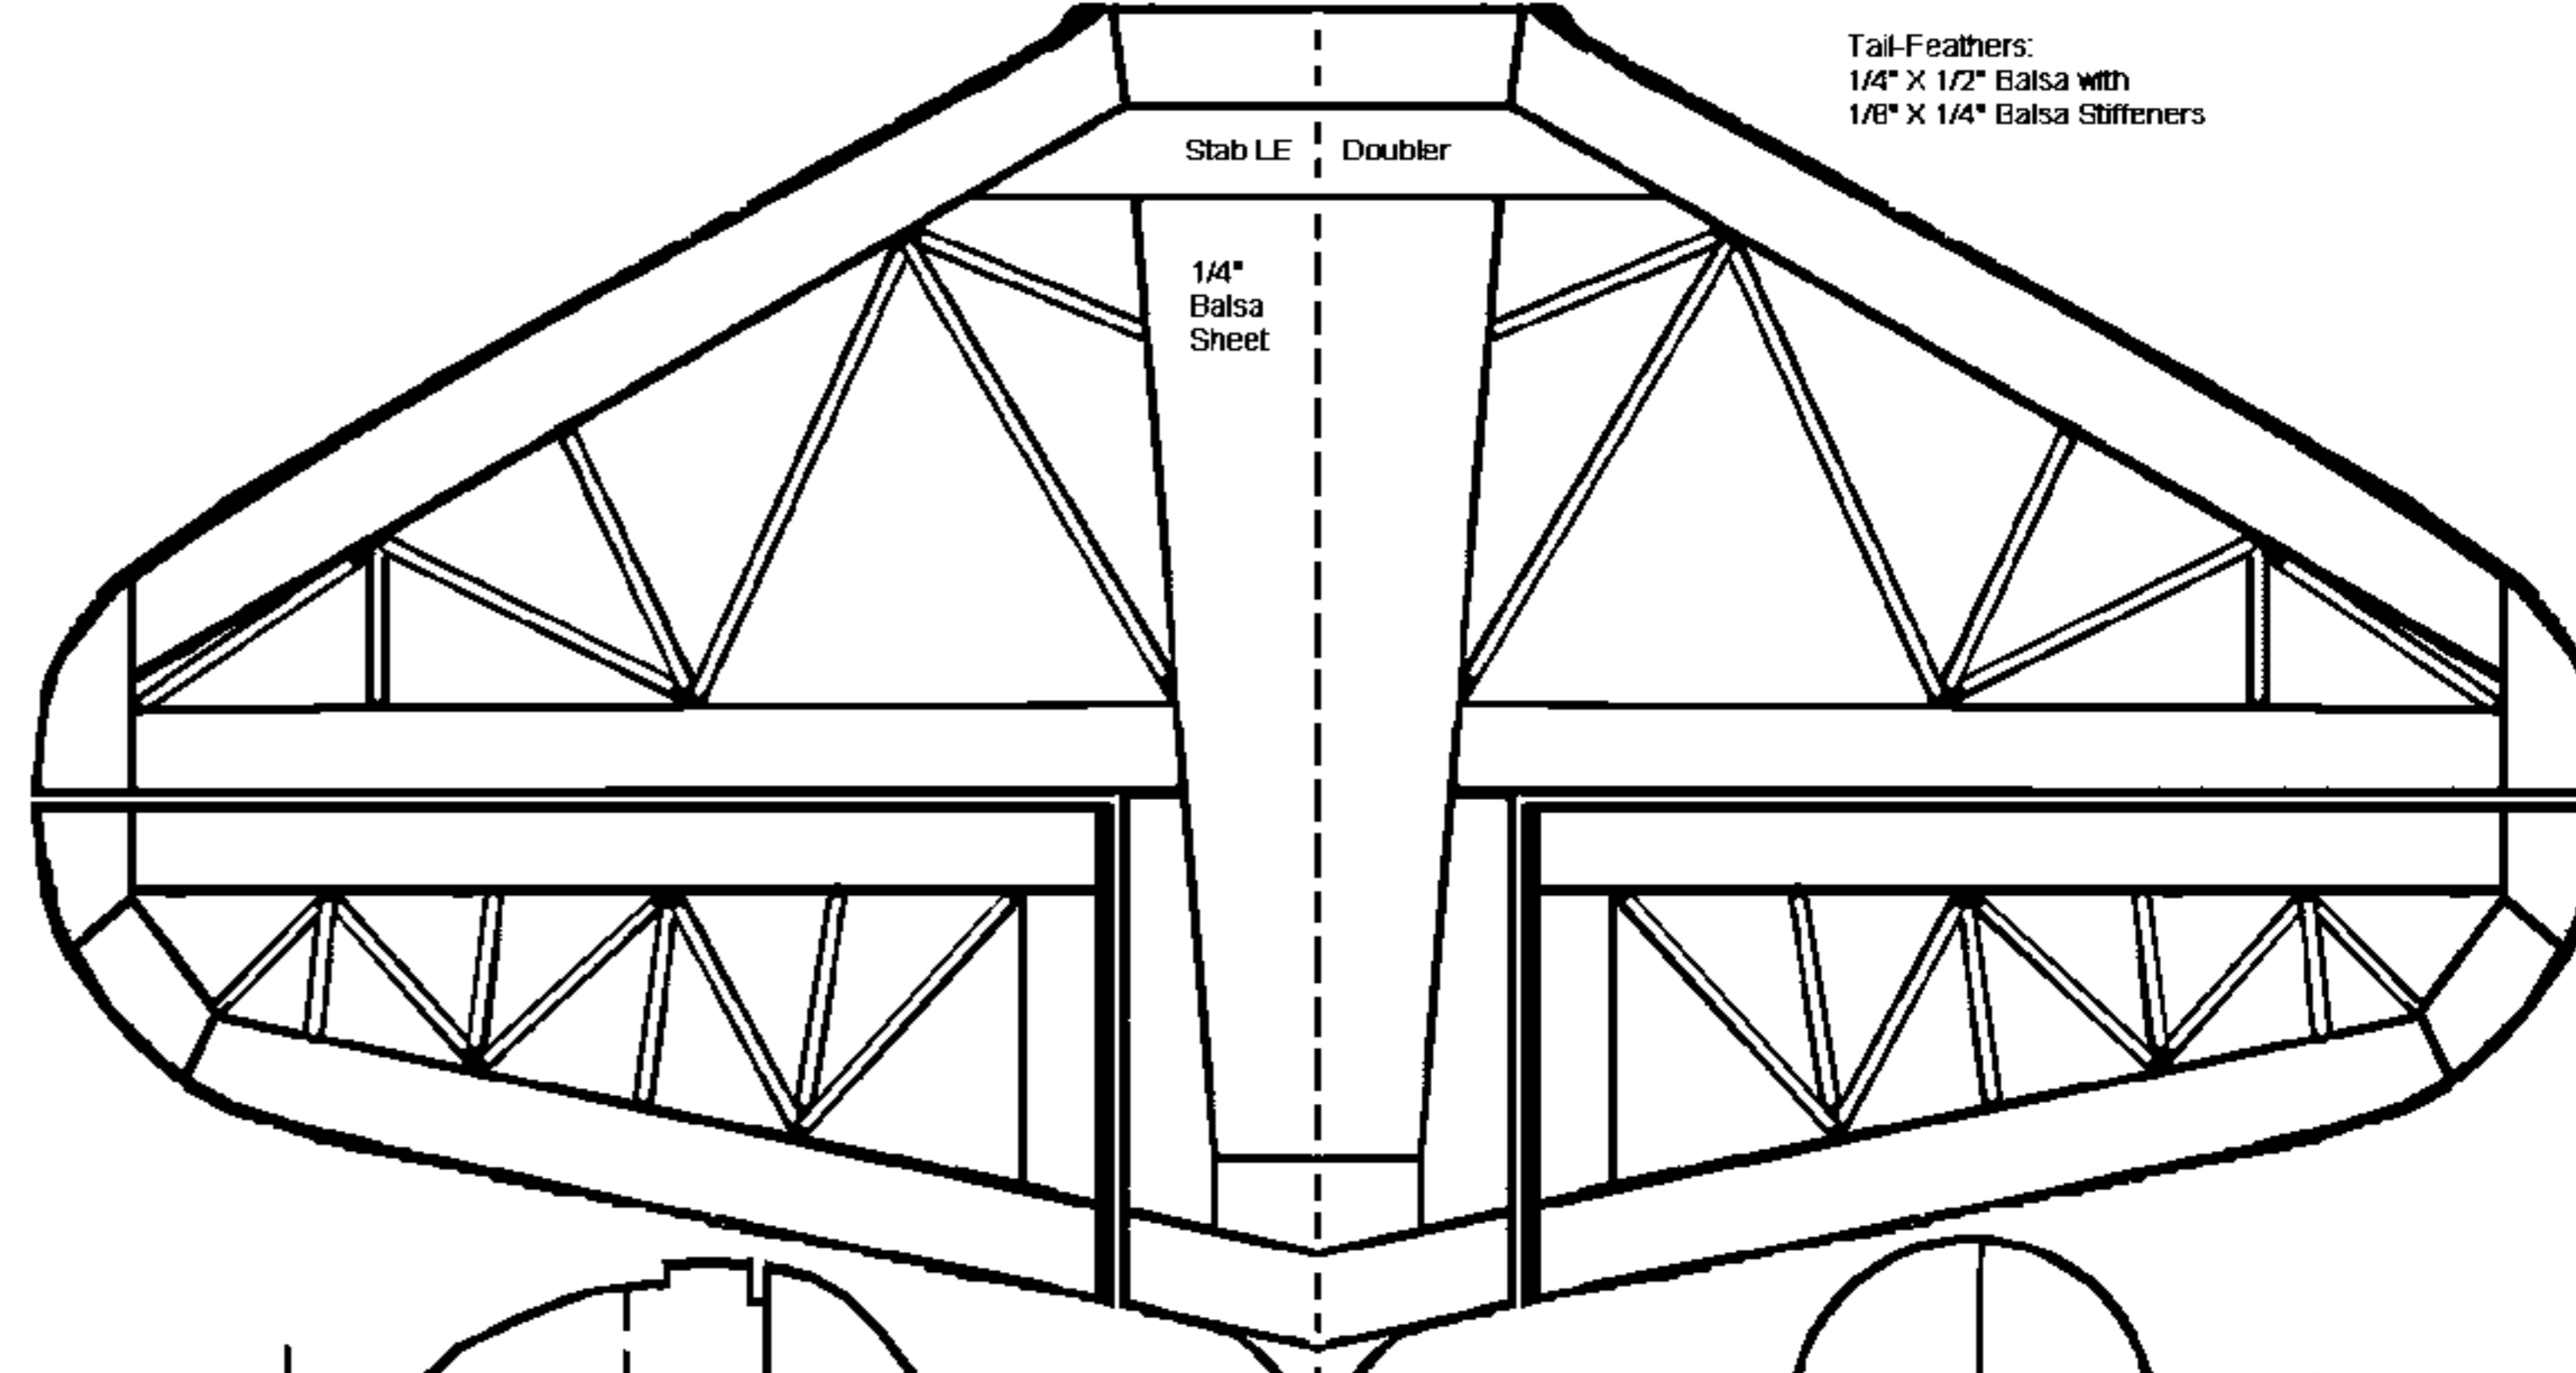 Tail-Feathers:
1/4" X 1/2" Balsa with
1/8" X 1/4" Balsa Stiffeners
Stab LE Doubler
1/4"
Balsa
Sheet